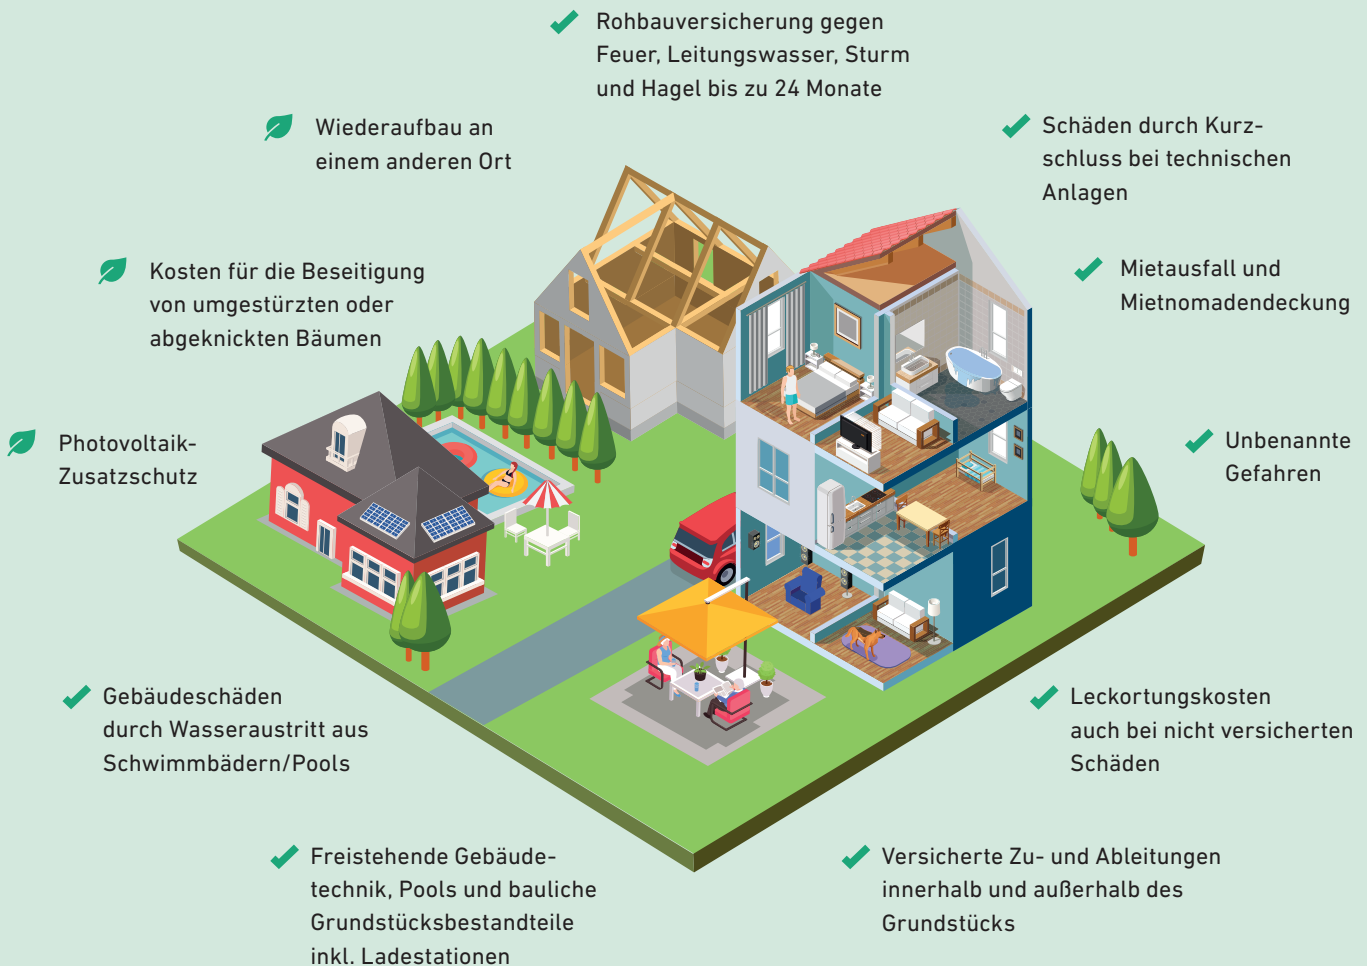 Rohbauversicherung gegen
Feuer, Leitungswasser, Sturm
und Hagel bis zu 24 Monate
Wiederaufbau an
einem anderen Ort
Schäden durch Kurz-
schluss bei technischen
Anlagen
Kosten für die Beseitigung
von umgestürzten oder
abgeknickten Bäumen
Mietausfall und
Mietnomadendeckung
Photovoltaik-
Zusatzschutz
Unbenannte
Gefahren
Gebäudeschäden
durch Wasseraustritt aus
Schwimmbädern/Pools
Leckortungskosten
auch bei nicht versicherten
Schäden
Freistehende Gebäude-
technik, Pools und bauliche
Grundstücksbestandteile
inkl. Ladestationen
Versicherte Zu- und Ableitungen
innerhalb und außerhalb des
Grundstücks